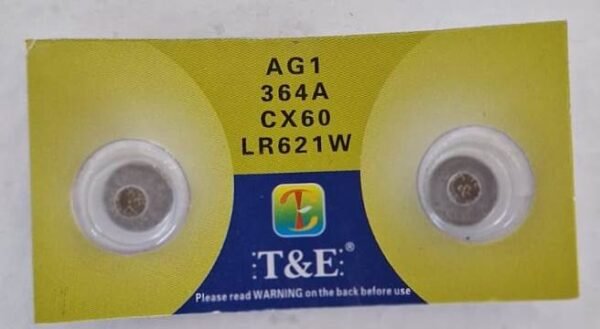 AG1
364A
CX60
LR621W
T&E®
Please read WARNING on the back before use